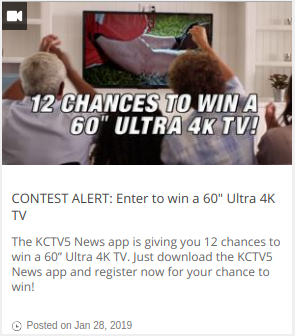 12 CHANCES TO WIN A
60" ULTRA 4K TV!
CONTEST ALERT: Enter to win a 60" Ultra 4K
TV
The KCTV5 News app is giving you 12 chances to
win a 60” Ultra 4K TV. Just download the KCTV5
News app and register now for your chance to
win!
Posted on Jan 28, 2019